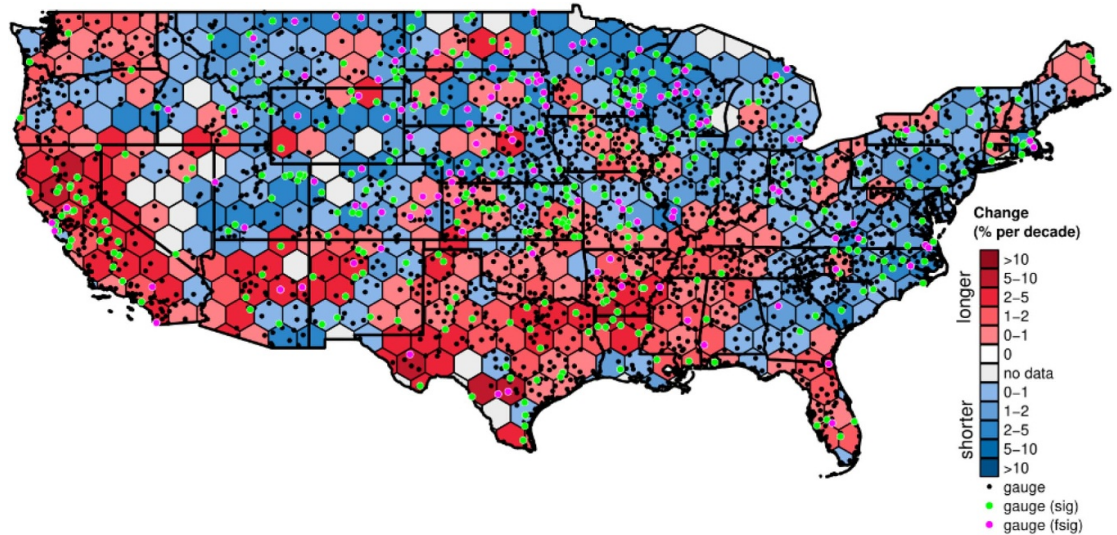 Change
(% per decade)
longer
>10
5−10
2−5
1−2
0−1
0
no data
shorter
0−1
1−2
2−5
5−10
>10
gauge
gauge (sig)
gauge (fsig)